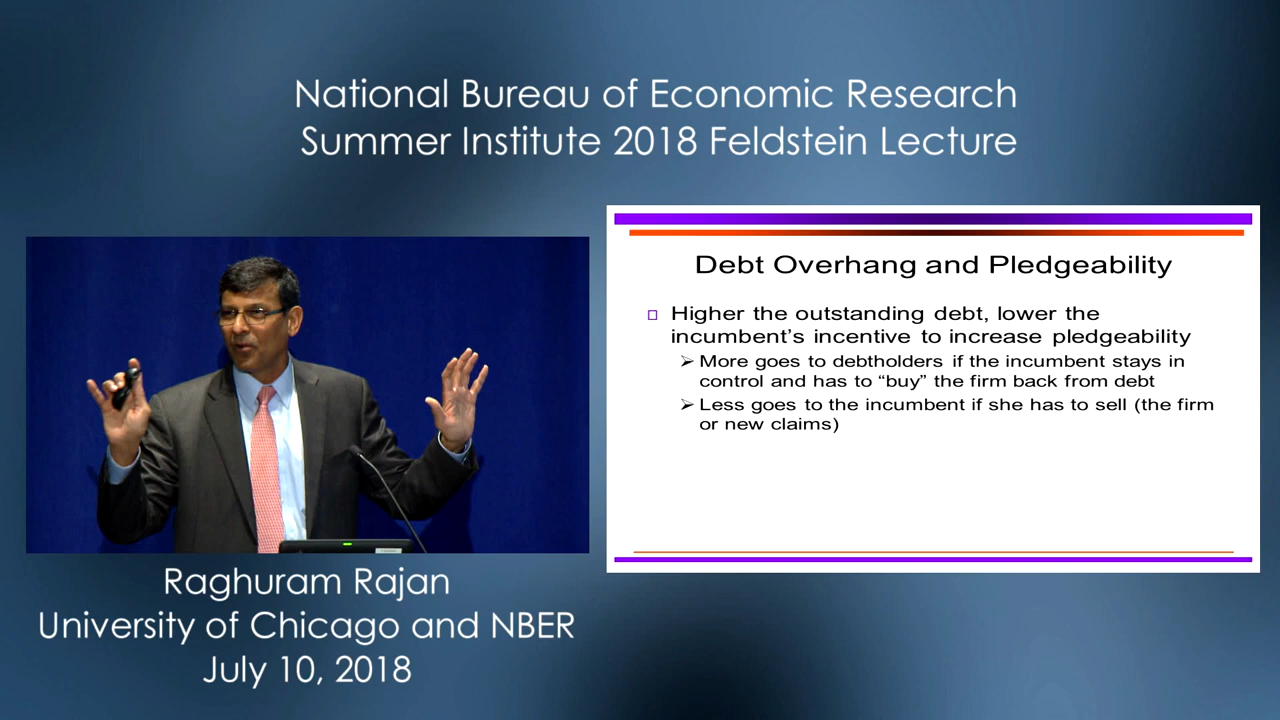 National Bureau of Economic Research
Summer Institute 2018 Feldstein Lecture
Debt Overhang and Pledgeability
Higher the outstanding debt, lower the
incumbent’s incentive to increase pledgeability
More goes to debtholders if the incumbent stays in
control and has to “buy” the firm back from debt
Less goes to the incumbent if she has to sell (the firm
or new claims)
Raghuram Rajan
University of Chicago and NBER
July 10, 2018